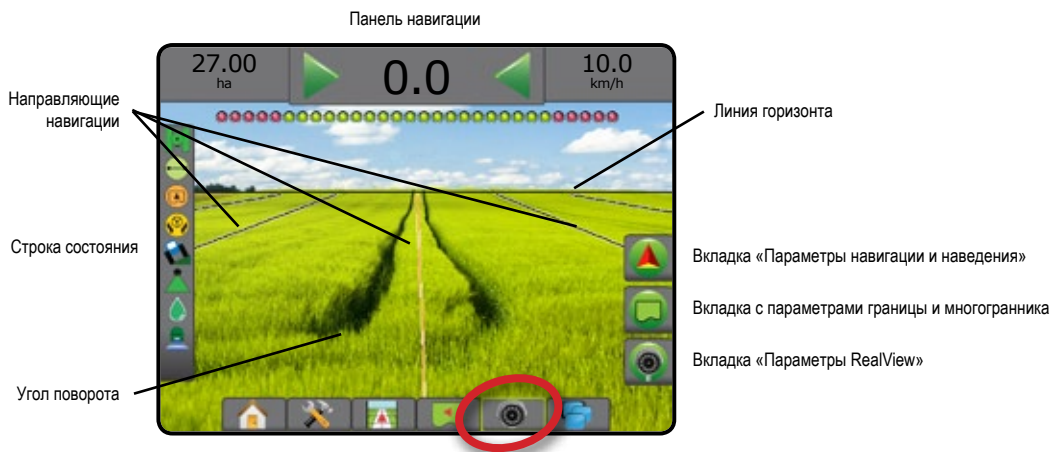 Панель навигации
27.00
ha
0.0
10.0
km/h
Направляющие
навигации
Линия горизонта
Строка состояния
Вкладка «Параметры навигации и наведения»
Вкладка с параметрами границы и многогранника
Вкладка «Параметры RealView»
Угол поворота